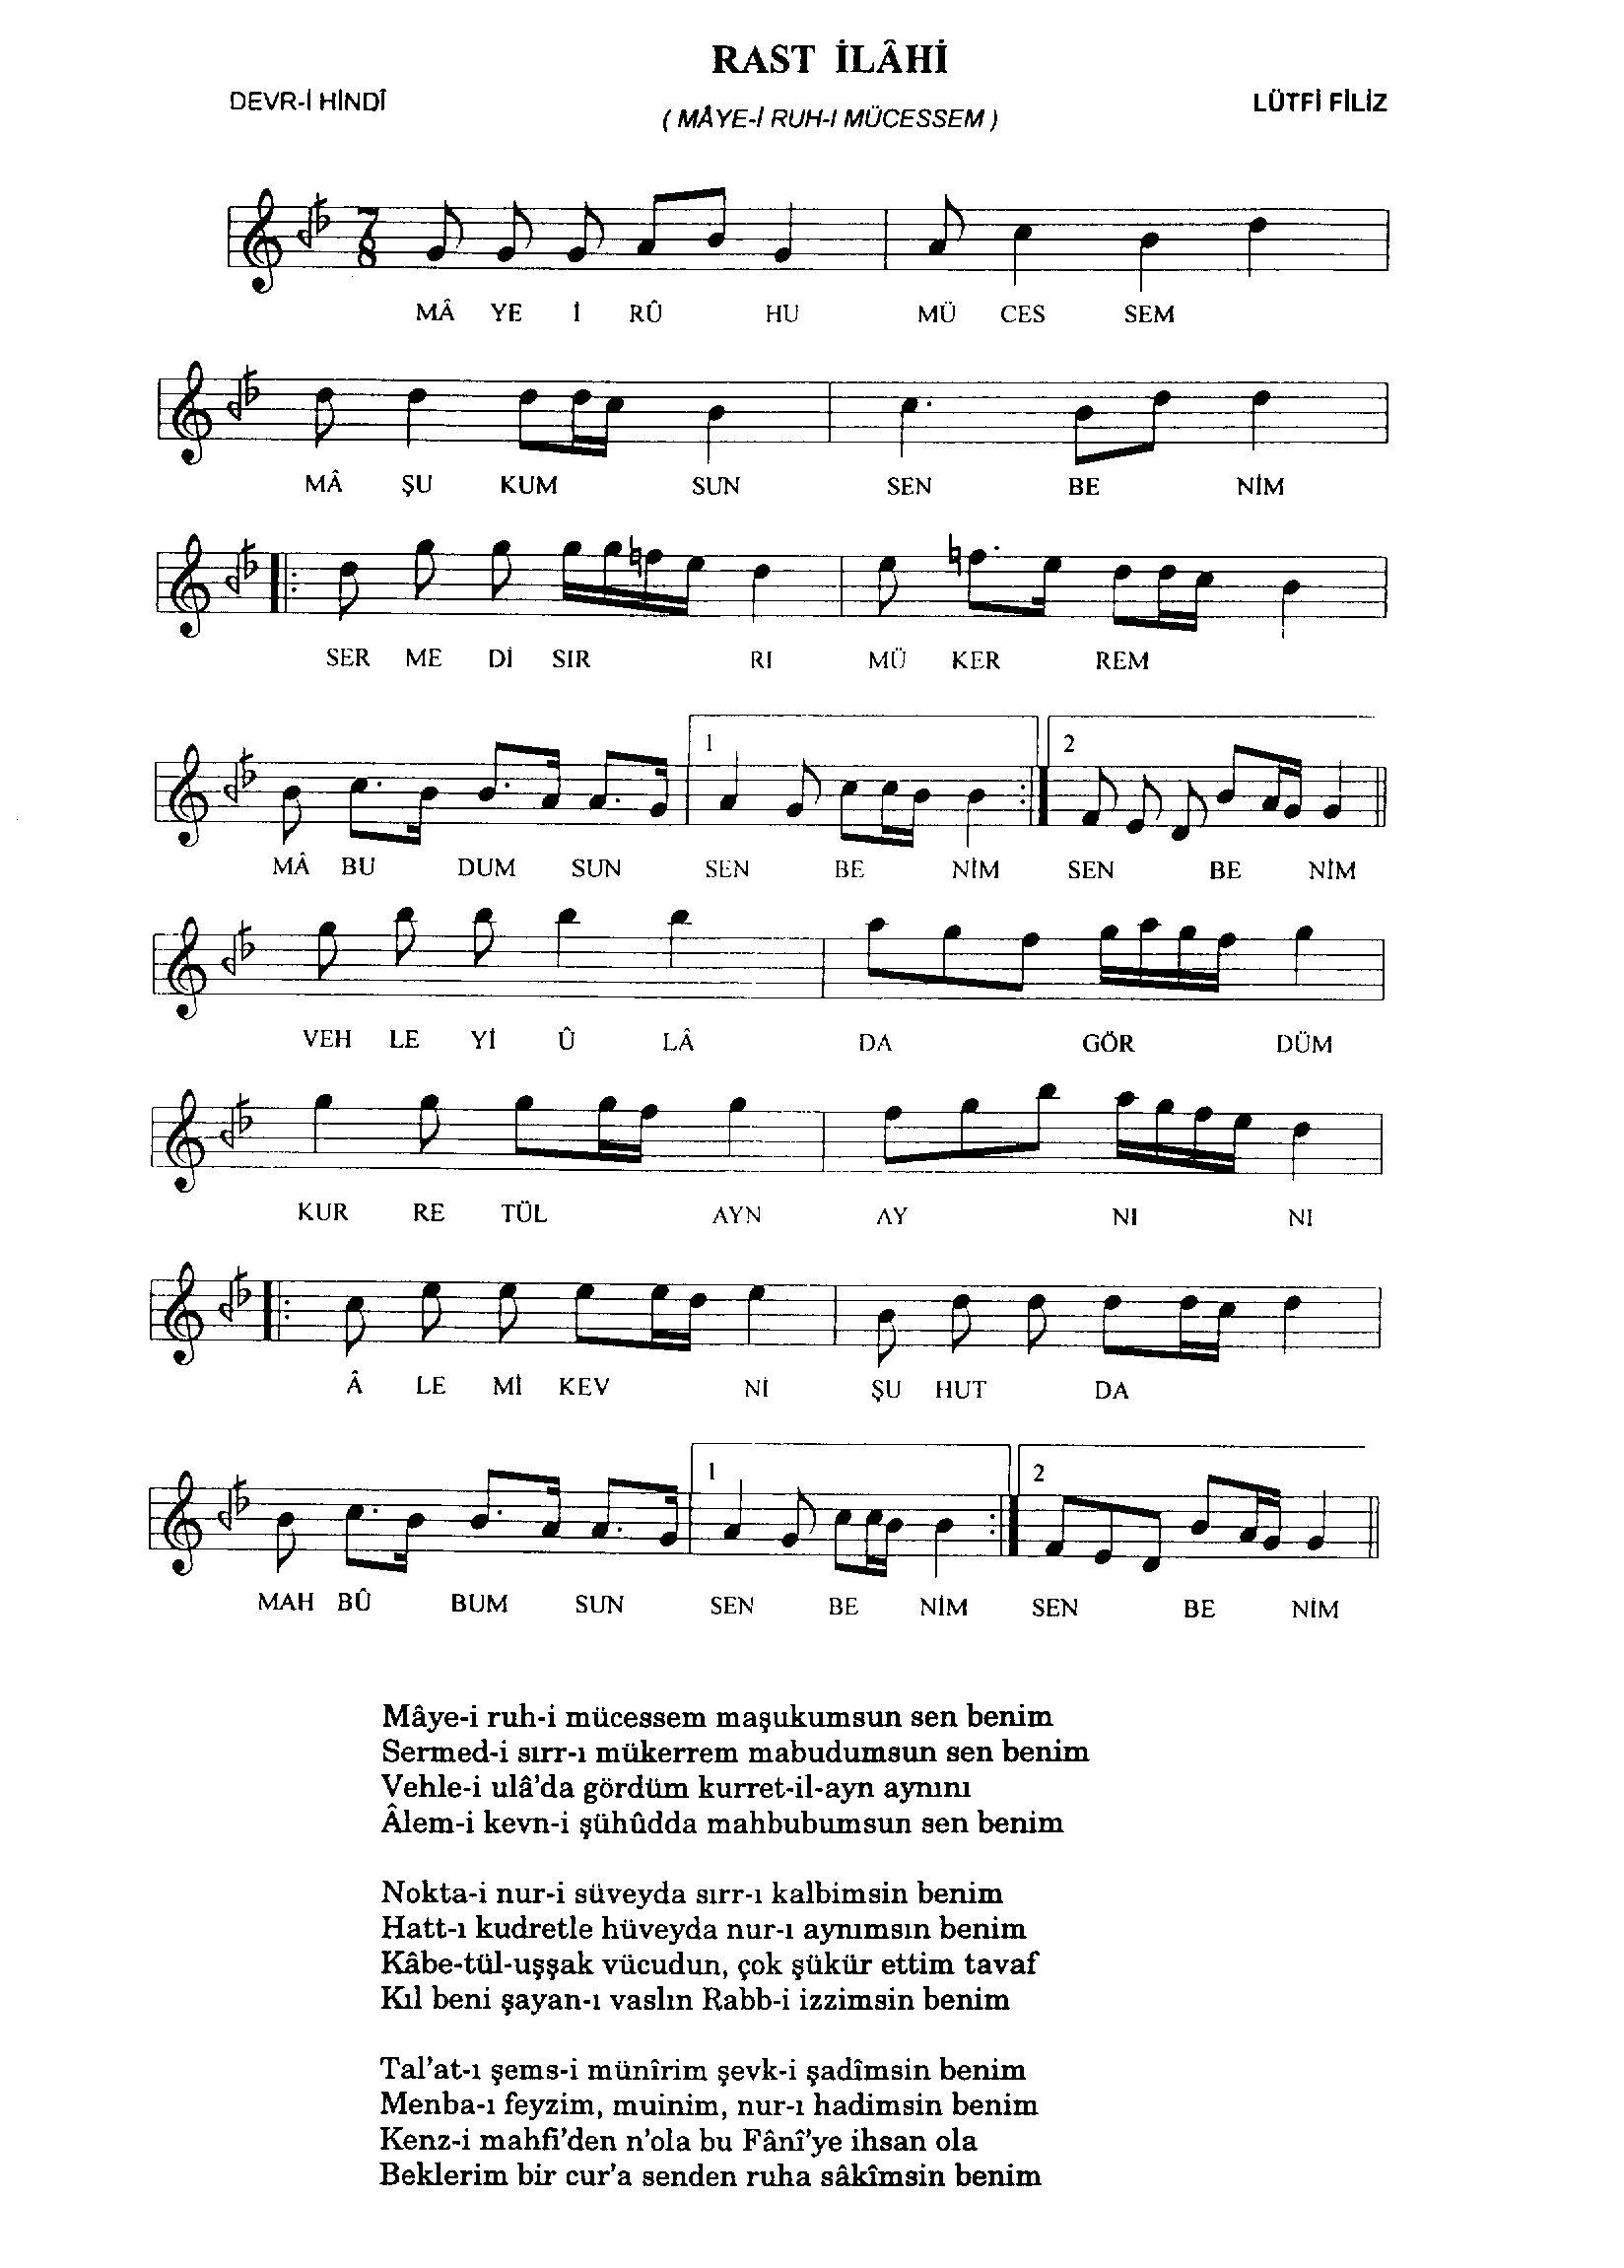 RAST İLÂHİ
DEVR-İ HİNDÎ
LÜTFİ FİLİZ
( MÂYE-İ RUH-I MÜCESSEM )
7
8
MÂ YE İ RÛ HU MÜ CES SEM
MÂ ŞU KUM SUN SEN BE NİM
SER ME Dİ SIR RI MÜ KER REM
1 2
MÂ BU DUM SUN SEN BE NİM SEN BE NİM
VEH LE Yİ Û LÂ DA GÖR DÜM
KUR RE TÜL AYN AY NI NI
Â LE Mİ KEV Nİ ŞU HUT DA
1 2
MAH BÛ BUM SUN SEN BE NİM SEN BE NİM
Mâye-i ruh-i mücessem maşukumsun sen benim
Sermed-i sırr-ı mükerrem mabudumsun sen benim
Vehle-i ulâ'da gördüm kurret-il-ayn aynını
Âlem-i kevn-i şühûdda mahbubumsun sen benim
Nokta-i nur-i süveyda sırr-ı kalbimsin benim
Hatt-ı kudretle hüveyda nur-ı aynımsın benim
Kâbe-tül-uşşak vücudun, çok şükür ettim tavaf
Kıl beni şayan-ı vaslın Rabb-i izzimsin benim
Tal'at-ı şems-i münîrim şevk-i şadîmsin benim
Menba-ı feyzim, muinim, nur-ı hadimsin benim
Kenz-i mahfi'den n'ola bu Fânî'ye ihsan ola
Beklerim bir cur'a senden ruha sâkîmsin benim